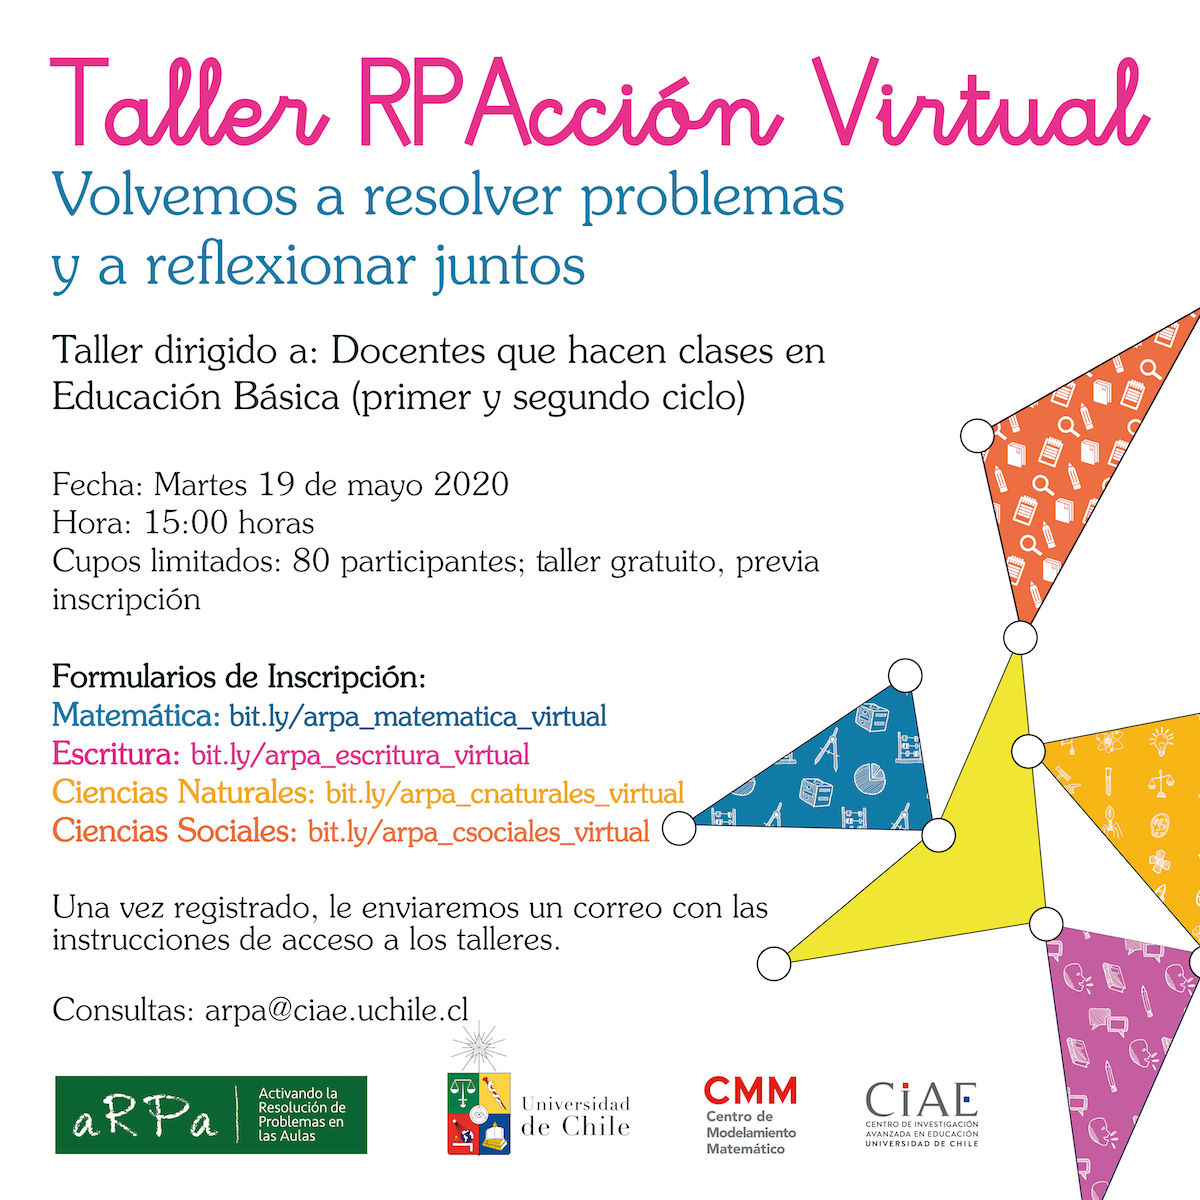 Taller RPAcción Virtual
Volvemos a resolver problemas
y a reflexionar juntos
Taller dirigido a: Docentes que hacen clases en
Educación Básica (primer y segundo ciclo)
Fecha: Martes 19 de mayo 2020
Hora: 15:00 horas
Cupos limitados: 80 participantes; taller gratuito, previa
inscripción
Formularios de Inscripción:
Matemática: bit.ly/arpa_matematica_virtual
Escritura: bit.ly/arpa_escritura_virtual
Ciencias Naturales: bit.ly/arpa_cnaturales_virtual
Ciencias Sociales: bit.ly/arpa_csociales_virtual
Una vez registrado, le enviaremos un correo con las
instrucciones de acceso a los talleres.
Consultas: arpa@ciae.uchile.cl
aRPa
Activando la
Resolución de
Problemas en
las Aulas
Universidad
de Chile
CMM
Centro de
Modelamiento
Matemático
CiAE
CENTRO DE INVESTIGACIÓN
AVANZADA EN EDUCACIÓN
UNIVERSIDAD DE CHILE